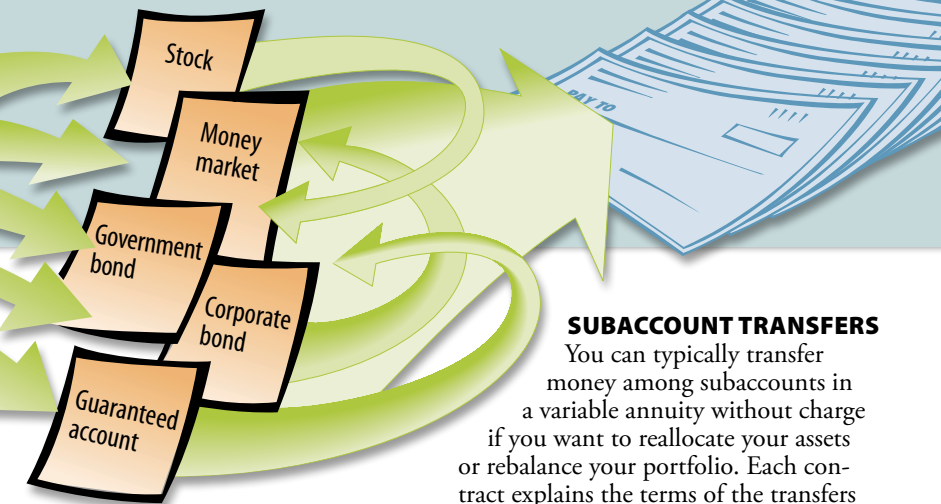 Stock
Money
market
Government
bond
Corporate
bond
Guaranteed
account
PAY TO
SUBACCOUNT TRANSFERS
You can typically transfer
money among subaccounts in
a variable annuity without charge
if you want to reallocate your assets
or rebalance your portfolio. Each con-
tract explains the terms of the transfers